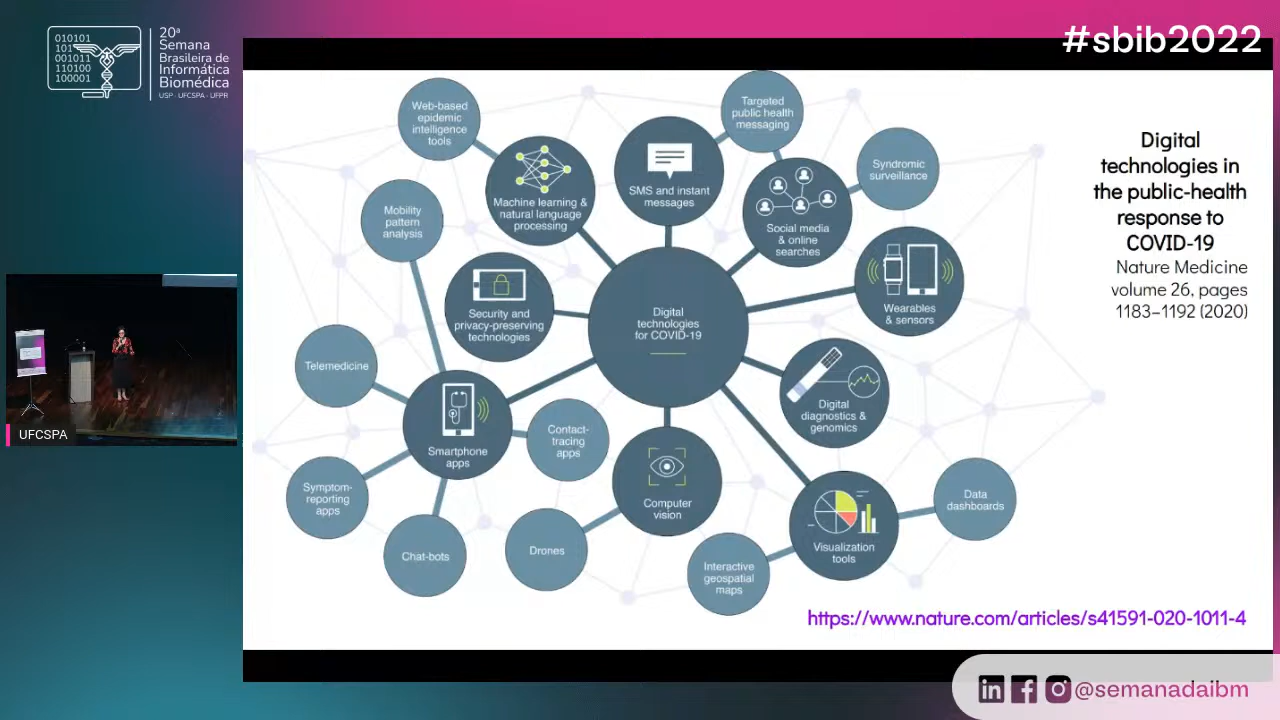 010101
101
001011
110100
100001
20ª
Semana
Brasileira de
Informática
Biomédica
USP · UFCSPA · UFPR
#sbib2022
Web-based
epidemic
intelligence
tools
Targeted
public health
messaging
Machine learning &
natural language
processing
SMS and instant
messages
Social media
& online
searches
Syndromic
surveillance
Mobility
pattern
analysis
Security and
privacy-preserving
technologies
Digital
technologies
for COVID-19
Wearables
& sensors
Telemedicine
Smartphone
apps
Contact-
tracing
apps
Digital
diagnostics &
genomics
Symptom-
reporting
apps
Chat-bots
Drones
Computer
vision
Interactive
geospatial
maps
Visualization
tools
Data
dashboards
Digital
technologies in
the public-health
response to
COVID-19
Nature Medicine
volume 26, pages
1183–1192 (2020)
https://www.nature.com/articles/s41591-020-1011-4
UFCSPA
@semanadaibm